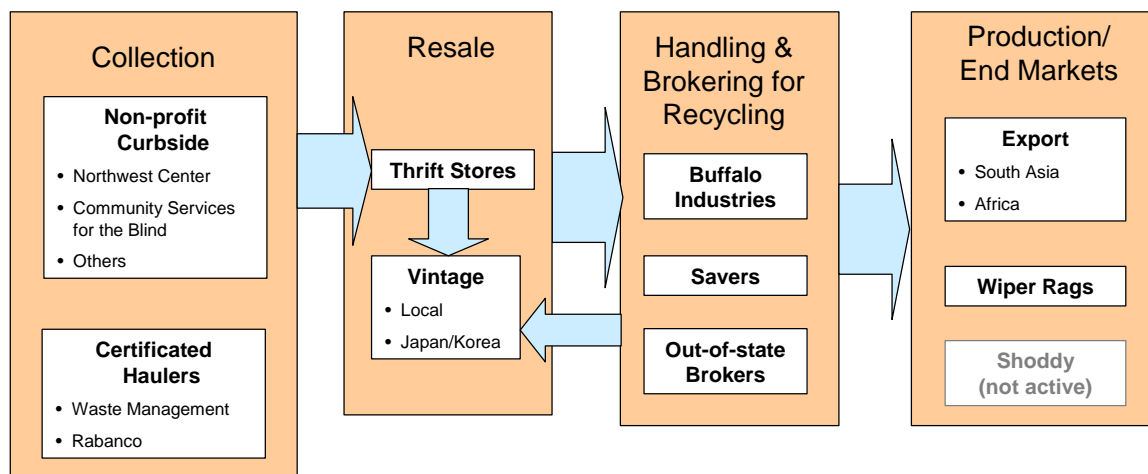 Collection
Non-profit
Curbside
• Northwest Center
• Community Services
for the Blind
• Others
Certificated
Haulers
• Waste Management
• Rabanco
Resale
Thrift Stores
Vintage
• Local
• Japan/Korea
Handling &
Brokering for
Recycling
Buffalo
Industries
Savers
Out-of-state
Brokers
Production/
End Markets
Export
• South Asia
• Africa
Wiper Rags
Shoddy
(not active)